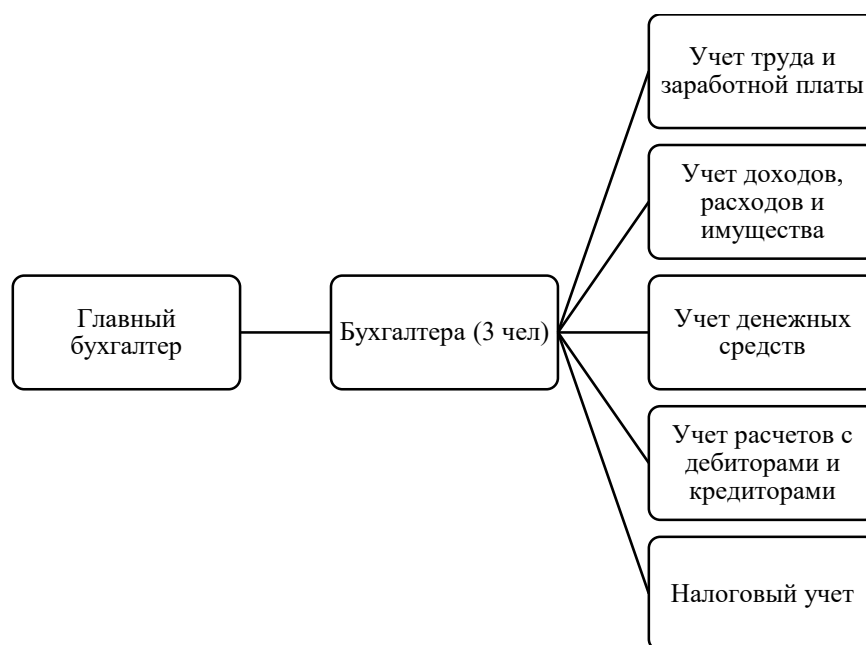 Учет труда и
заработной платы
Учет доходов,
расходов и
имущества
Главный
бухгалтер
Бухгалтера (3 чел)
Учет денежных
средств
Учет расчетов с
дебиторами и
кредиторами
Налоговый учет